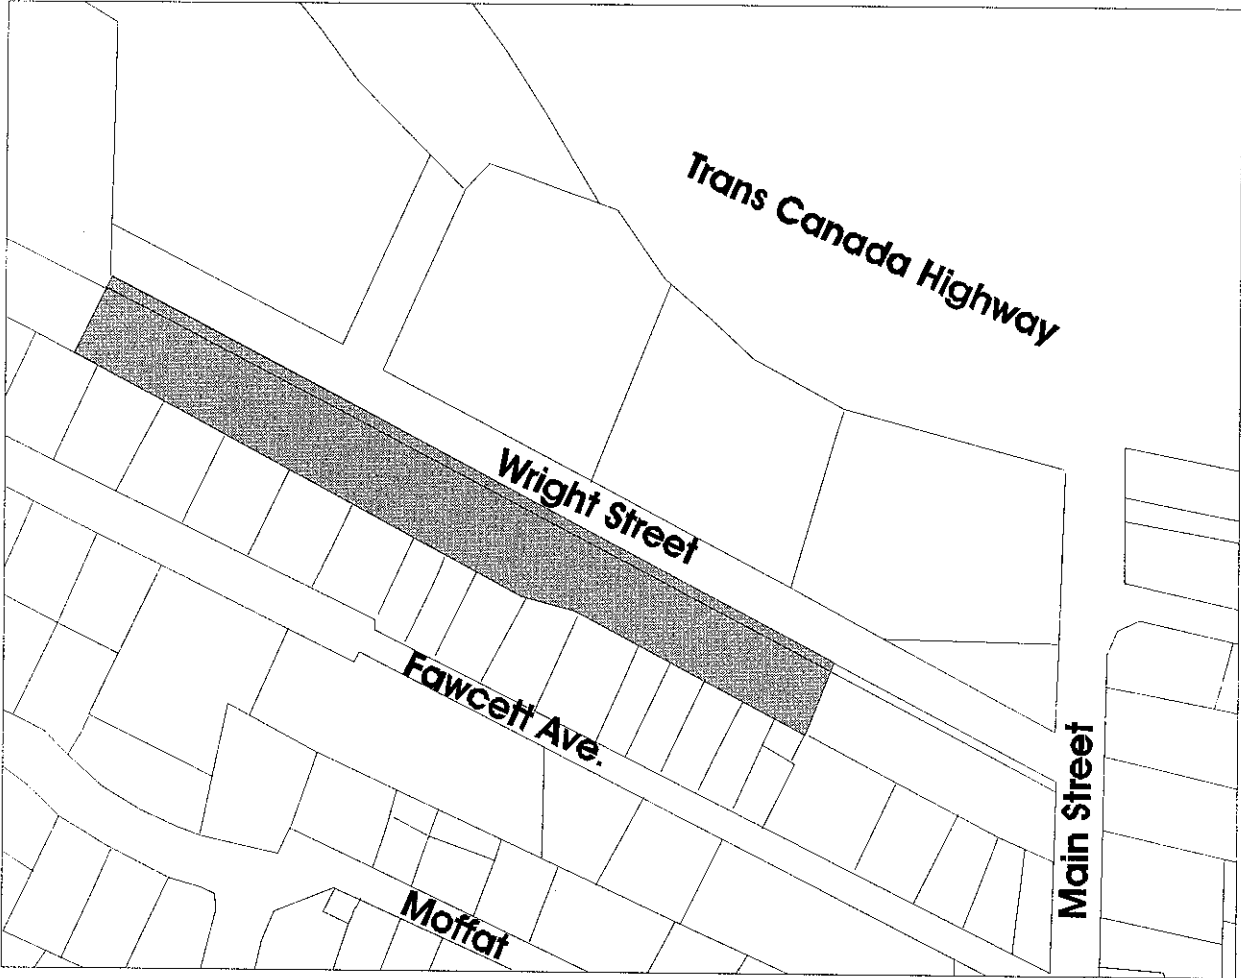 Trans Canada Highway
Wright Street
Fawcett Ave.
Main Street
Moffat